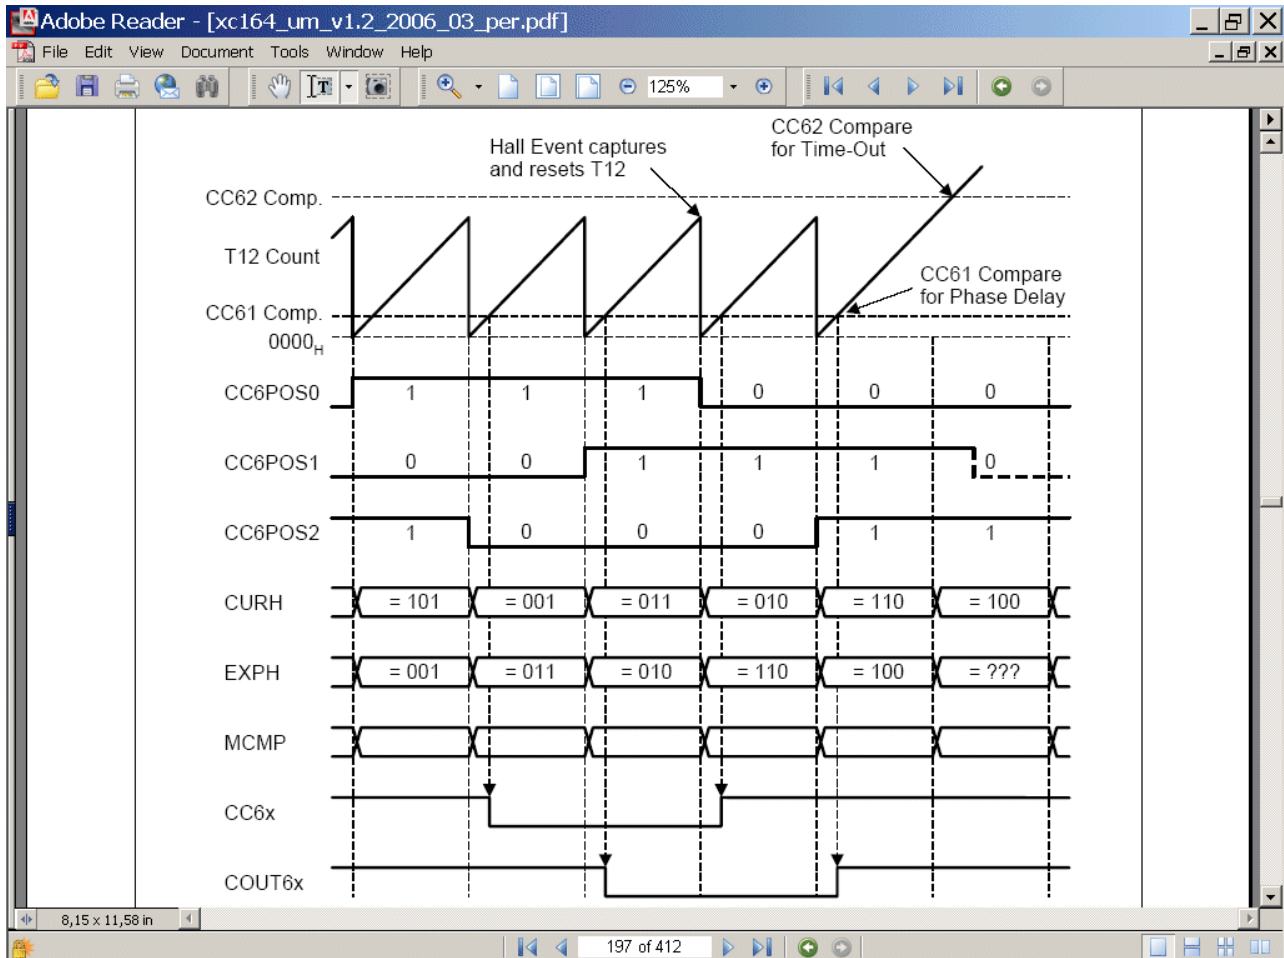 Adobe Reader - [xc164_um_v1.2_2006_03_per.pdf]
File Edit View Document Tools Window Help
125%
CC62 Compare
for Time-Out
Hall Event captures
and resets T12
CC62 Comp.
T12 Count
CC61 Compare
for Phase Delay
CC61 Comp.
0000H
CC6POS0 1 1 1 0 0 0
CC6POS1 0 0 1 1 1 0
CC6POS2 1 0 0 0 1 1
CURH = 101 = 001 = 011 = 010 = 110 = 100
EXPH = 001 = 011 = 010 = 110 = 100 = ???
MCMP
CC6x
COUT6x
8,15 x 11,58 in
197 of 412